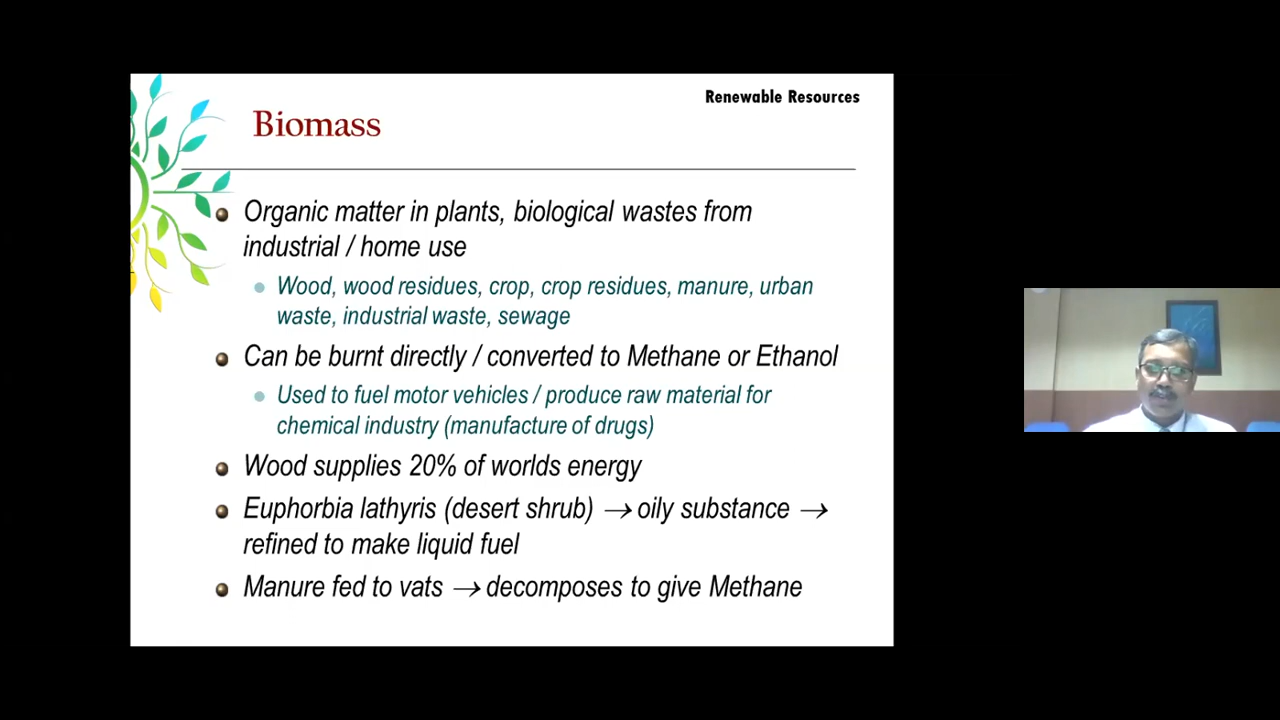 Renewable Resources
Biomass
Organic matter in plants, biological wastes from
industrial / home use
Wood, wood residues, crop, crop residues, manure, urban
waste, industrial waste, sewage
Can be burnt directly / converted to Methane or Ethanol
Used to fuel motor vehicles / produce raw material for
chemical industry (manufacture of drugs)
Wood supplies 20% of worlds energy
Euphorbia lathyris (desert shrub) → oily substance →
refined to make liquid fuel
Manure fed to vats → decomposes to give Methane